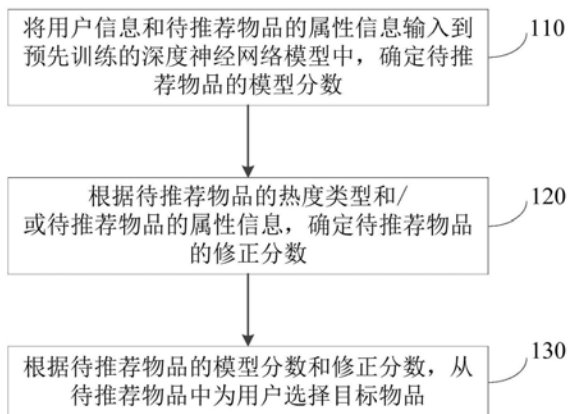 将用户信息和待推荐物品的属性信息输入到
预先训练的深度神经网络模型中，确定待推
荐物品的模型分数
110
根据待推荐物品的热度类型和/
或待推荐物品的属性信息，确定待推荐物品
的修正分数
120
根据待推荐物品的模型分数和修正分数，从
待推荐物品中为用户选择目标物品
130